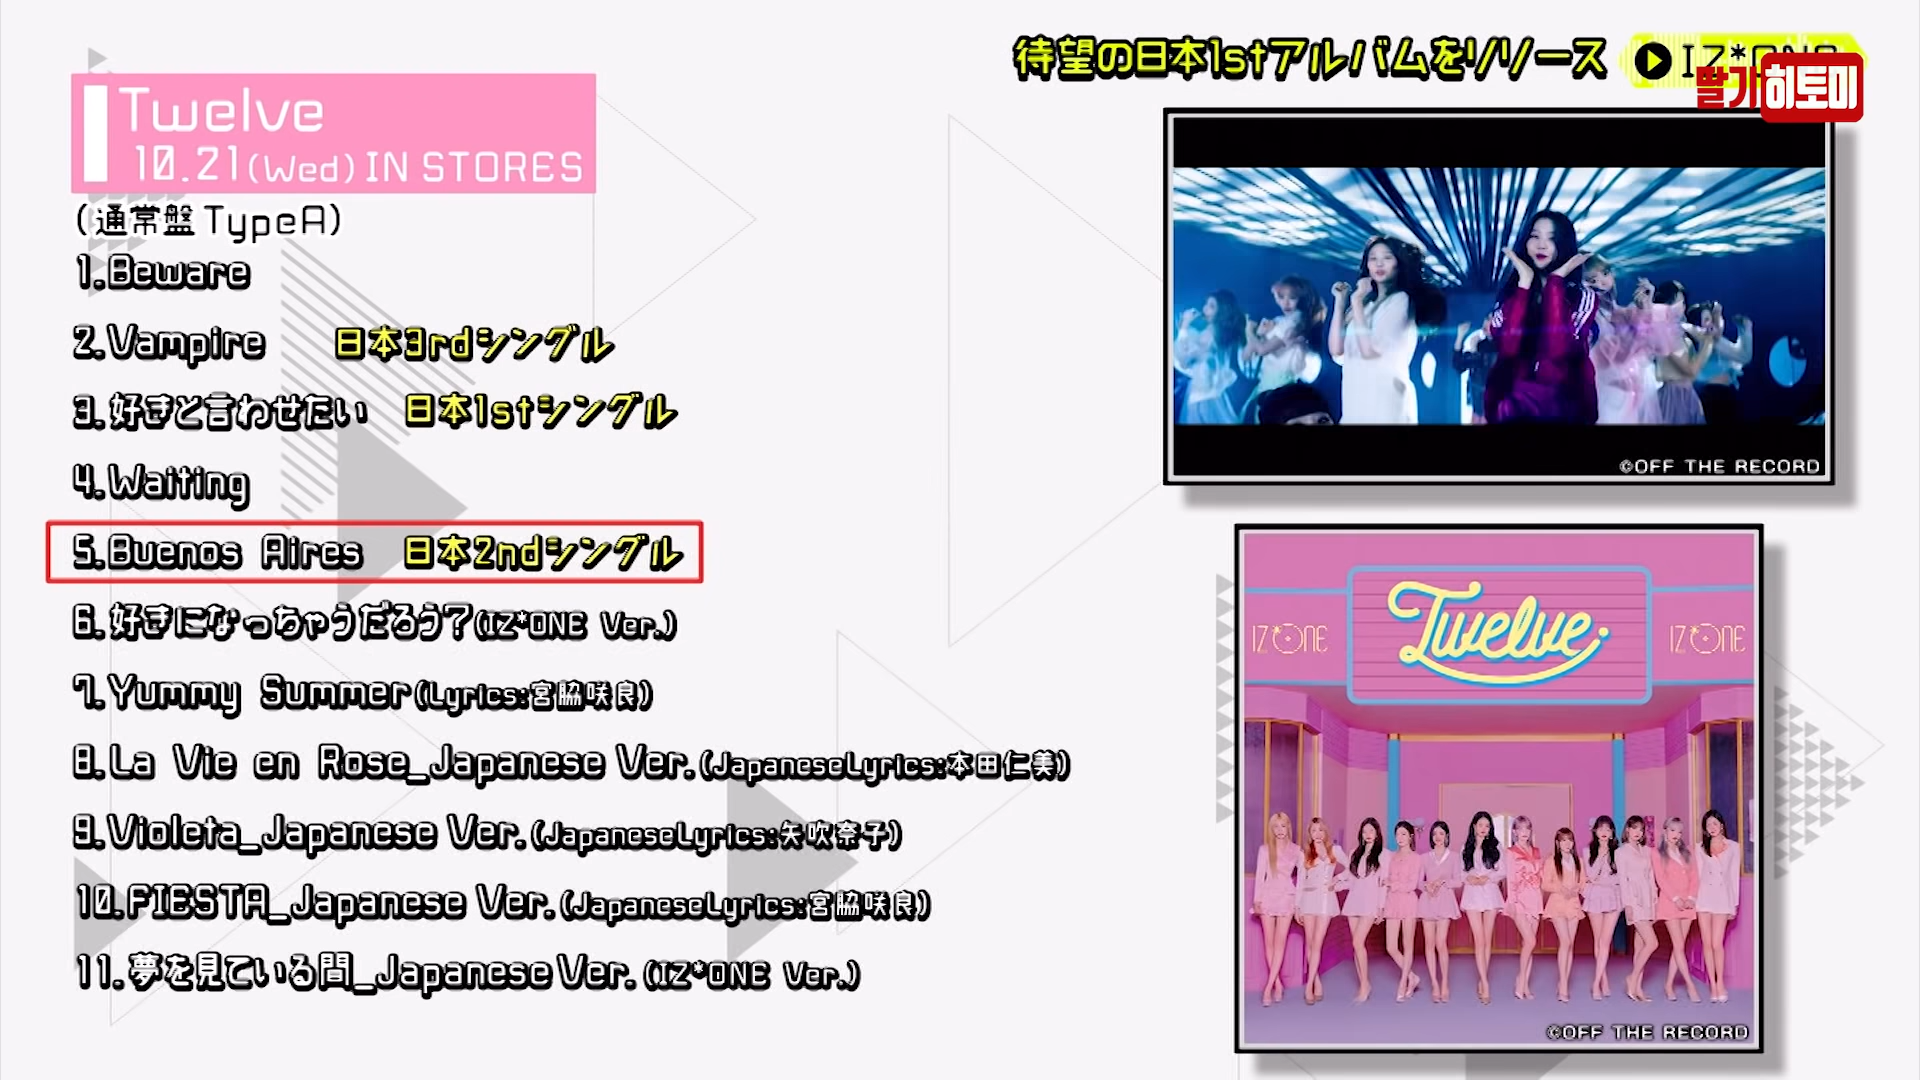 待望の日本1stアルバムをリリース
IZ*ONE
딸기히토미
Twelve
10.21(Wed) IN STORES
(通常盤 TypeA)
1.Beware
2.Vampire 日本3rdシングル
3.好きと言わせたい 日本1stシングル
4.Waiting
5.Buenos Aires 日本2ndシングル
6.好きになっちゃうだろう?(IZ*ONE Ver.)
7.Yummy Summer(Lyrics:宮脇咲良)
8.La Vie en Rose_Japanese Ver.(JapaneseLyrics:本田仁美)
9.Violeta_Japanese Ver.(JapaneseLyrics:矢吹奈子)
10.FIESTA_Japanese Ver.(JapaneseLyrics:宮脇咲良)
11.夢を見ている間_Japanese Ver.(IZ*ONE Ver.)
©OFF THE RECORD
Twelve
IZ*ONE
IZ*ONE
©OFF THE RECORD